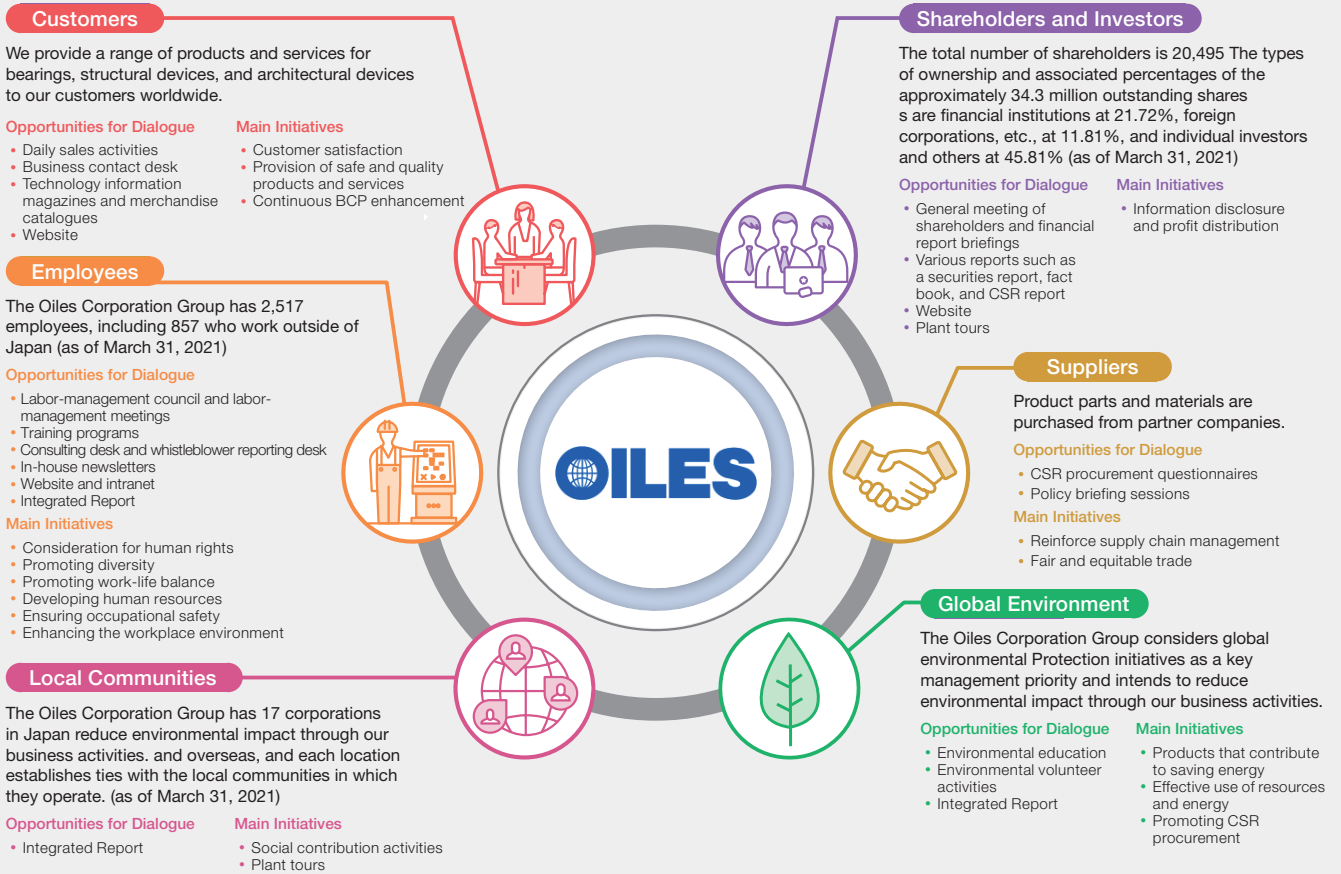 Customers
We provide a range of products and services for
bearings, structural devices, and architectural devices
to our customers worldwide.
Opportunities for Dialogue
• Daily sales activities
• Business contact desk
• Technology information
magazines and merchandise
catalogues
• Website
Main Initiatives
• Customer satisfaction
• Provision of safe and quality
products and services
• Continuous BCP enhancement
Employees
The Oiles Corporation Group has 2,517
employees, including 857 who work outside of
Japan (as of March 31, 2021)
Opportunities for Dialogue
• Labor-management council and labor-
management meetings
• Training programs
• Consulting desk and whistleblower reporting desk
• In-house newsletters
• Website and intranet
• Integrated Report
Main Initiatives
• Consideration for human rights
• Promoting diversity
• Promoting work-life balance
• Developing human resources
• Ensuring occupational safety
• Enhancing the workplace environment
Local Communities
The Oiles Corporation Group has 17 corporations
in Japan reduce environmental impact through our
business activities. and overseas, and each location
establishes ties with the local communities in which
they operate. (as of March 31, 2021)
Opportunities for Dialogue
• Integrated Report
Main Initiatives
• Social contribution activities
• Plant tours
OILES
Shareholders and Investors
The total number of shareholders is 20,495 The types
of ownership and associated percentages of the
approximately 34.3 million outstanding shares
s are financial institutions at 21.72%, foreign
corporations, etc., at 11.81%, and individual investors
and others at 45.81% (as of March 31, 2021)
Opportunities for Dialogue
• General meeting of
shareholders and financial
report briefings
• Various reports such as
a securities report, fact
book, and CSR report
• Website
• Plant tours
Main Initiatives
• Information disclosure
and profit distribution
Suppliers
Product parts and materials are
purchased from partner companies.
Opportunities for Dialogue
• CSR procurement questionnaires
• Policy briefing sessions
Main Initiatives
• Reinforce supply chain management
• Fair and equitable trade
Global Environment
The Oiles Corporation Group considers global
environmental Protection initiatives as a key
management priority and intends to reduce
environmental impact through our business activities.
Opportunities for Dialogue
• Environmental education
• Environmental volunteer
activities
• Integrated Report
Main Initiatives
• Products that contribute
to saving energy
• Effective use of resources
and energy
• Promoting CSR
procurement